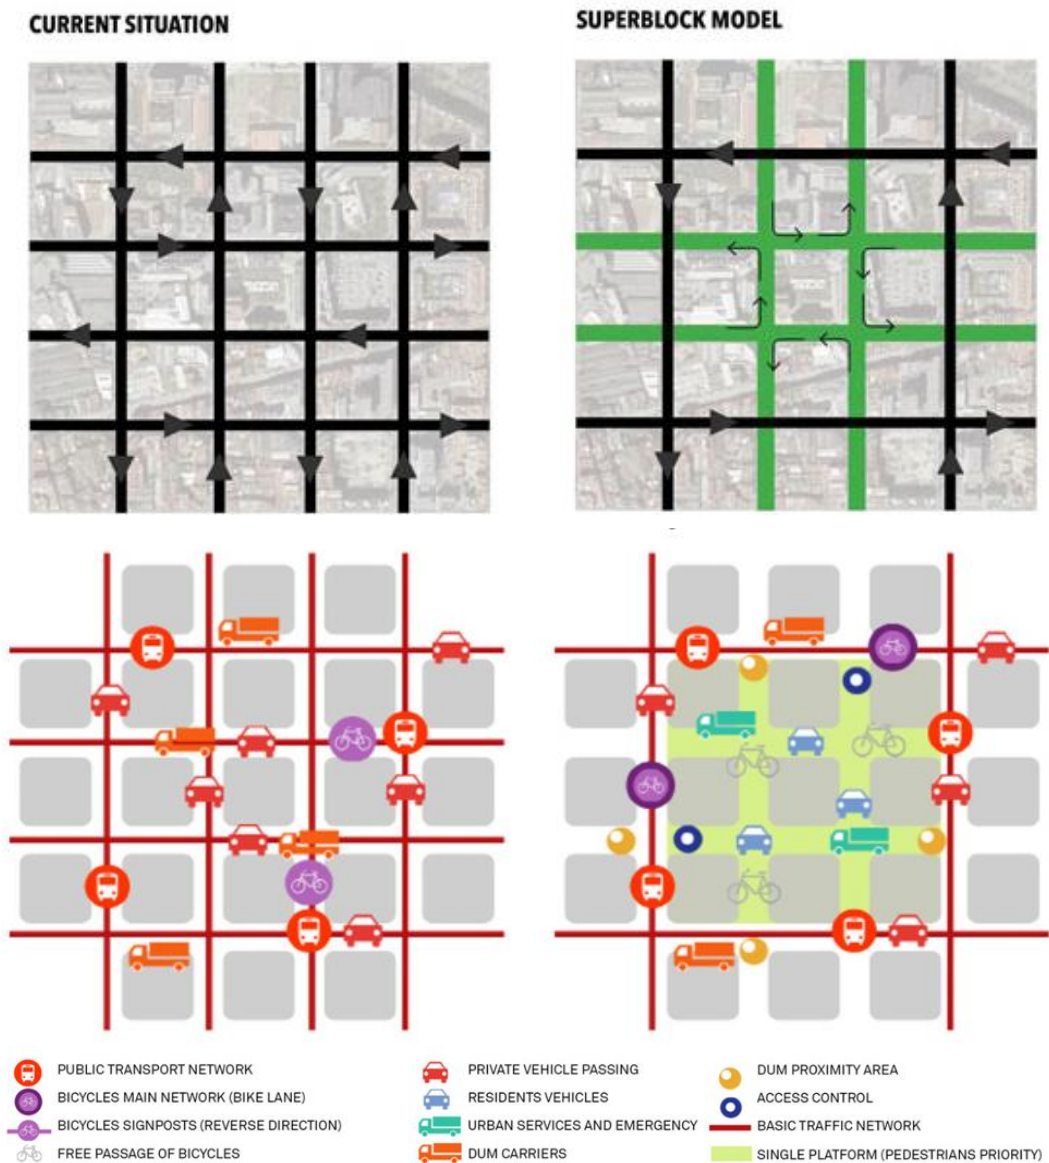 CURRENT SITUATION
SUPERBLOCK MODEL
PUBLIC TRANSPORT NETWORK
BICYCLES MAIN NETWORK (BIKE LANE)
BICYCLES SIGNPOSTS (REVERSE DIRECTION)
FREE PASSAGE OF BICYCLES
PRIVATE VEHICLE PASSING
RESIDENTS VEHICLES
URBAN SERVICES AND EMERGENCY
DUM CARRIERS
DUM PROXIMITY AREA
ACCESS CONTROL
BASIC TRAFFIC NETWORK
SINGLE PLATFORM (PEDESTRIANS PRIORITY)